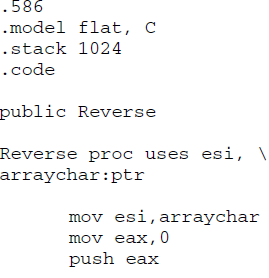 .586
.model flat, C
.stack 1024
.code
public Reverse
Reverse proc uses esi, \
arraychar:ptr
mov esi,arraychar
mov eax,0
push eax